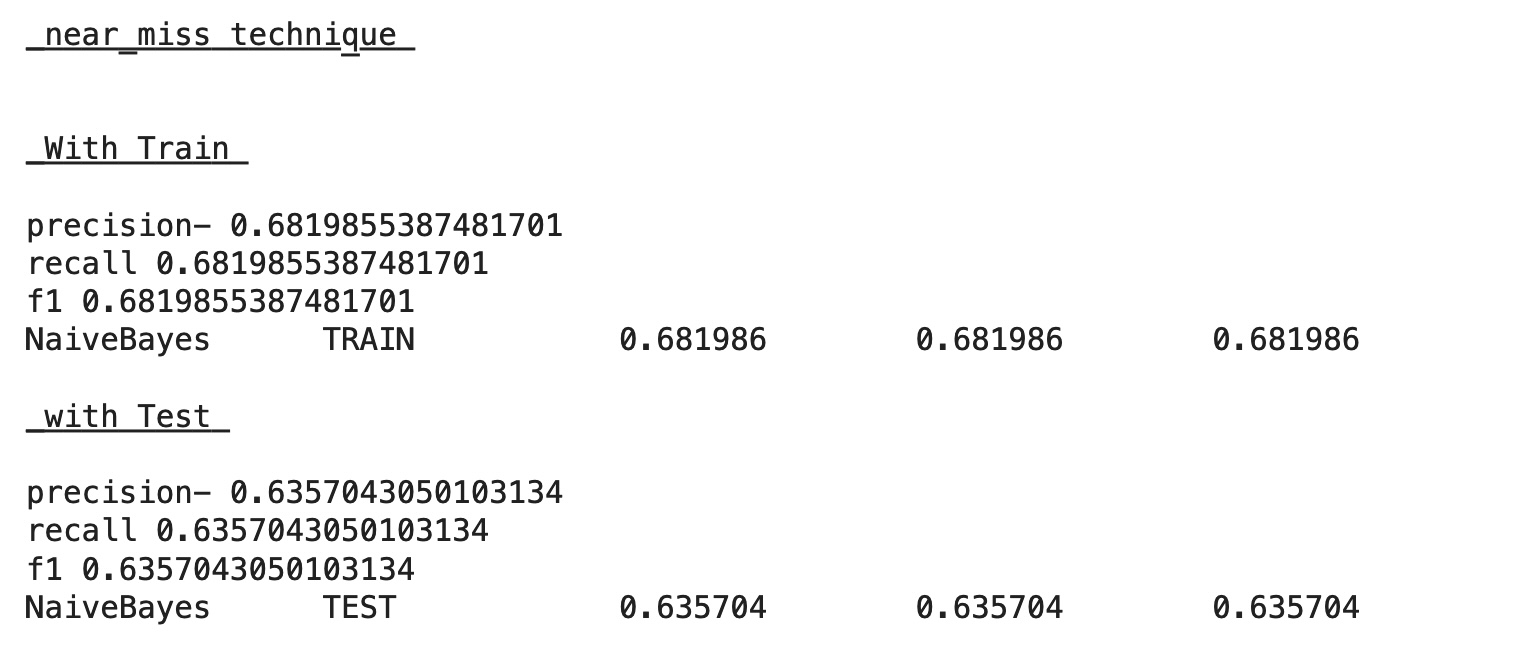 _near_miss technique_
_With Train_
precision- 0.6819855387481701
recall 0.6819855387481701
f1 0.6819855387481701
NaiveBayes TRAIN 0.681986 0.681986 0.681986
_with Test_
precision- 0.6357043050103134
recall 0.6357043050103134
f1 0.6357043050103134
NaiveBayes TEST 0.635704 0.635704 0.635704